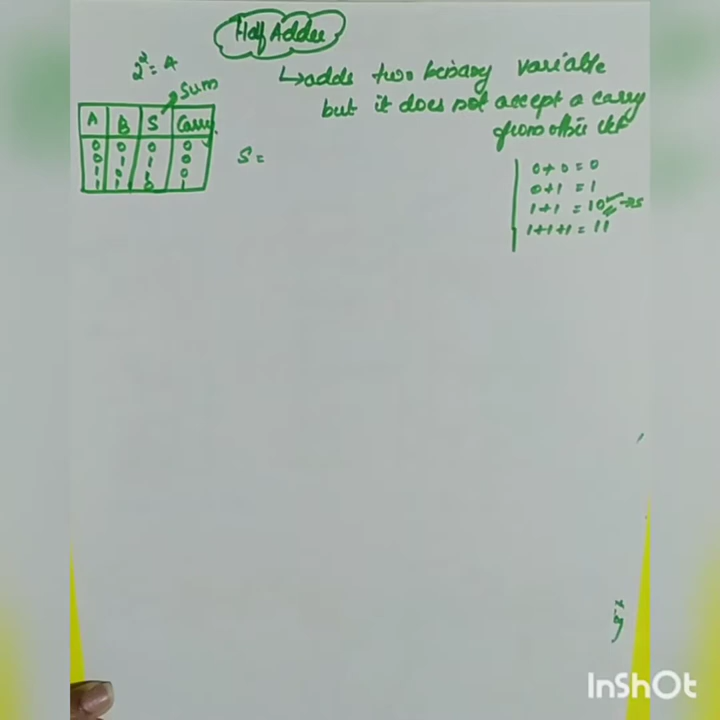 Half Adder
2² = 4
↳ adds two binary variable
but it does not accept a carry
from other ckt
Sum
A B S Carry
0 0 0 0
0 1 1 0
1 0 1 0
1 1 0 1
S =
0+0=0
0+1=1
1+1=10 → S
1+1+1=11
InShOt